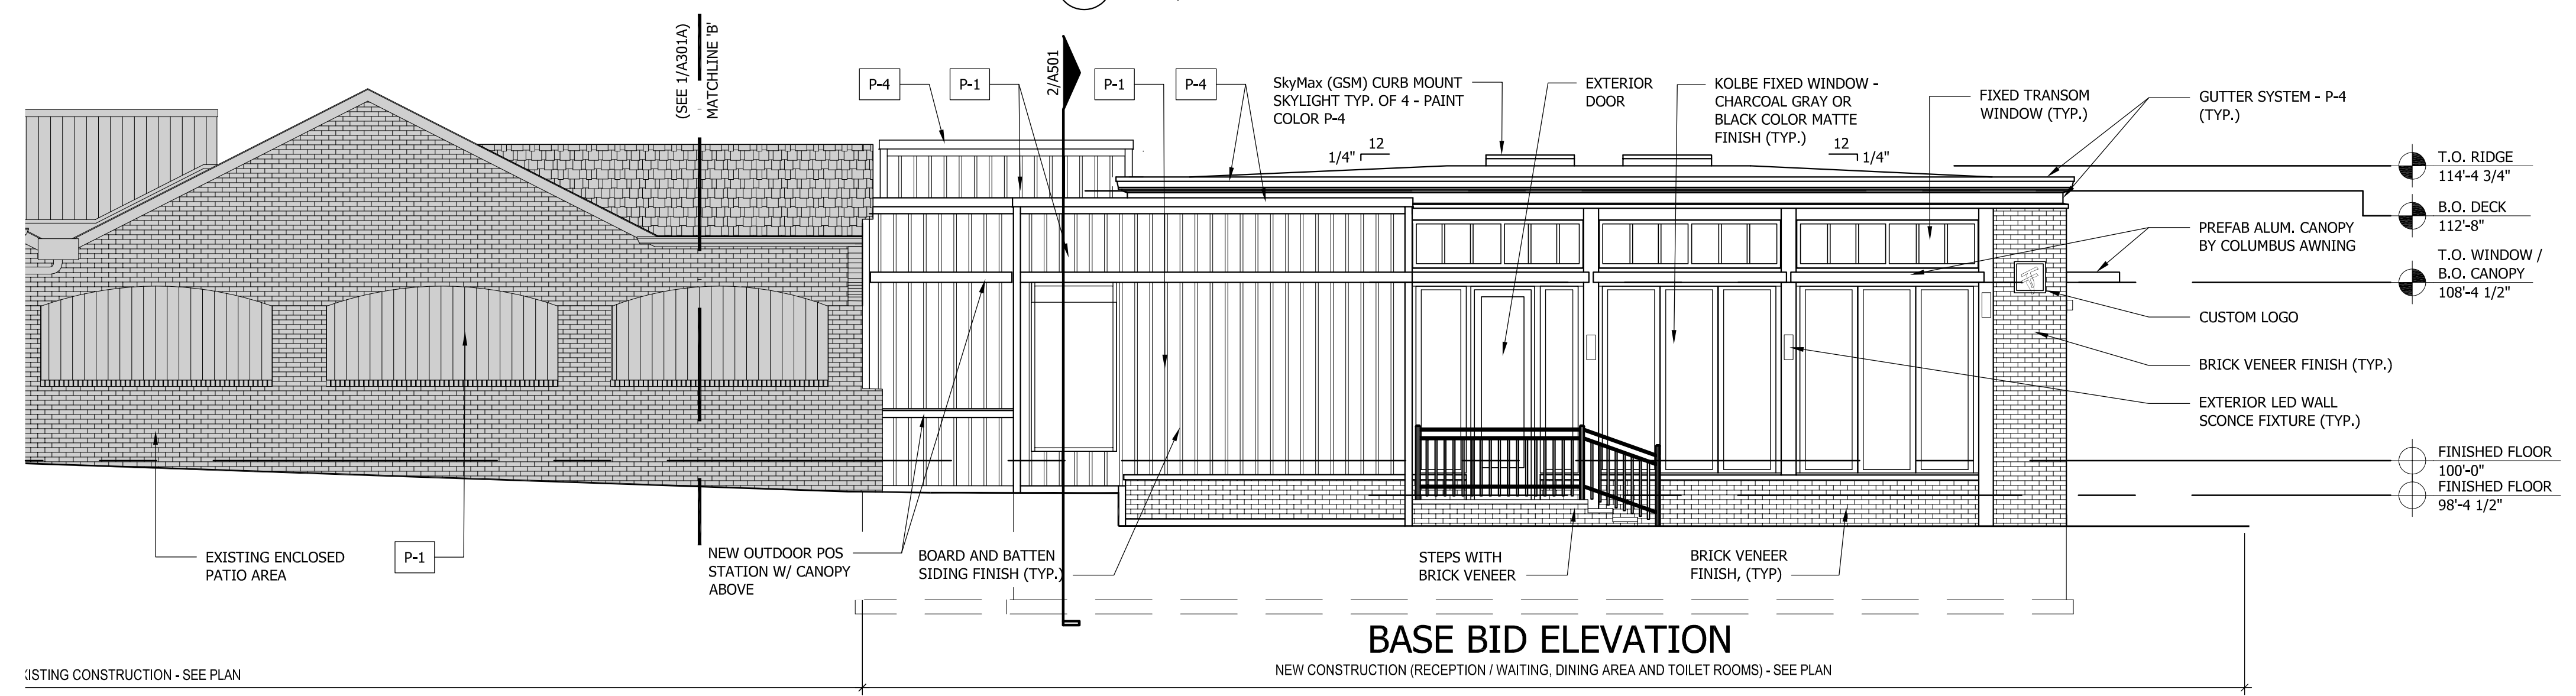 (SEE 1/A301A)
MATCHLINE 'B'
P-4
P-1
2/A501
P-1
P-4
SkyMax (GSM) CURB MOUNT
SKYLIGHT TYP. OF 4 - PAINT
COLOR P-4
EXTERIOR
DOOR
KOLBE FIXED WINDOW -
CHARCOAL GRAY OR
BLACK COLOR MATTE
FINISH (TYP.)
FIXED TRANSOM
WINDOW (TYP.)
GUTTER SYSTEM - P-4
(TYP.)
12
1/4"
12
1/4"
T.O. RIDGE
114'-4 3/4"
B.O. DECK
112'-8"
PREFAB ALUM. CANOPY
BY COLUMBUS AWNING
T.O. WINDOW /
B.O. CANOPY
108'-4 1/2"
CUSTOM LOGO
BRICK VENEER FINISH (TYP.)
EXTERIOR LED WALL
SCONCE FIXTURE (TYP.)
FINISHED FLOOR
100'-0"
FINISHED FLOOR
98'-4 1/2"
EXISTING ENCLOSED
PATIO AREA
P-1
NEW OUTDOOR POS
STATION W/ CANOPY
ABOVE
BOARD AND BATTEN
SIDING FINISH (TYP.)
STEPS WITH
BRICK VENEER
BRICK VENEER
FINISH, (TYP)
BASE BID ELEVATION
NEW CONSTRUCTION (RECEPTION / WAITING, DINING AREA AND TOILET ROOMS) - SEE PLAN
ISTING CONSTRUCTION - SEE PLAN